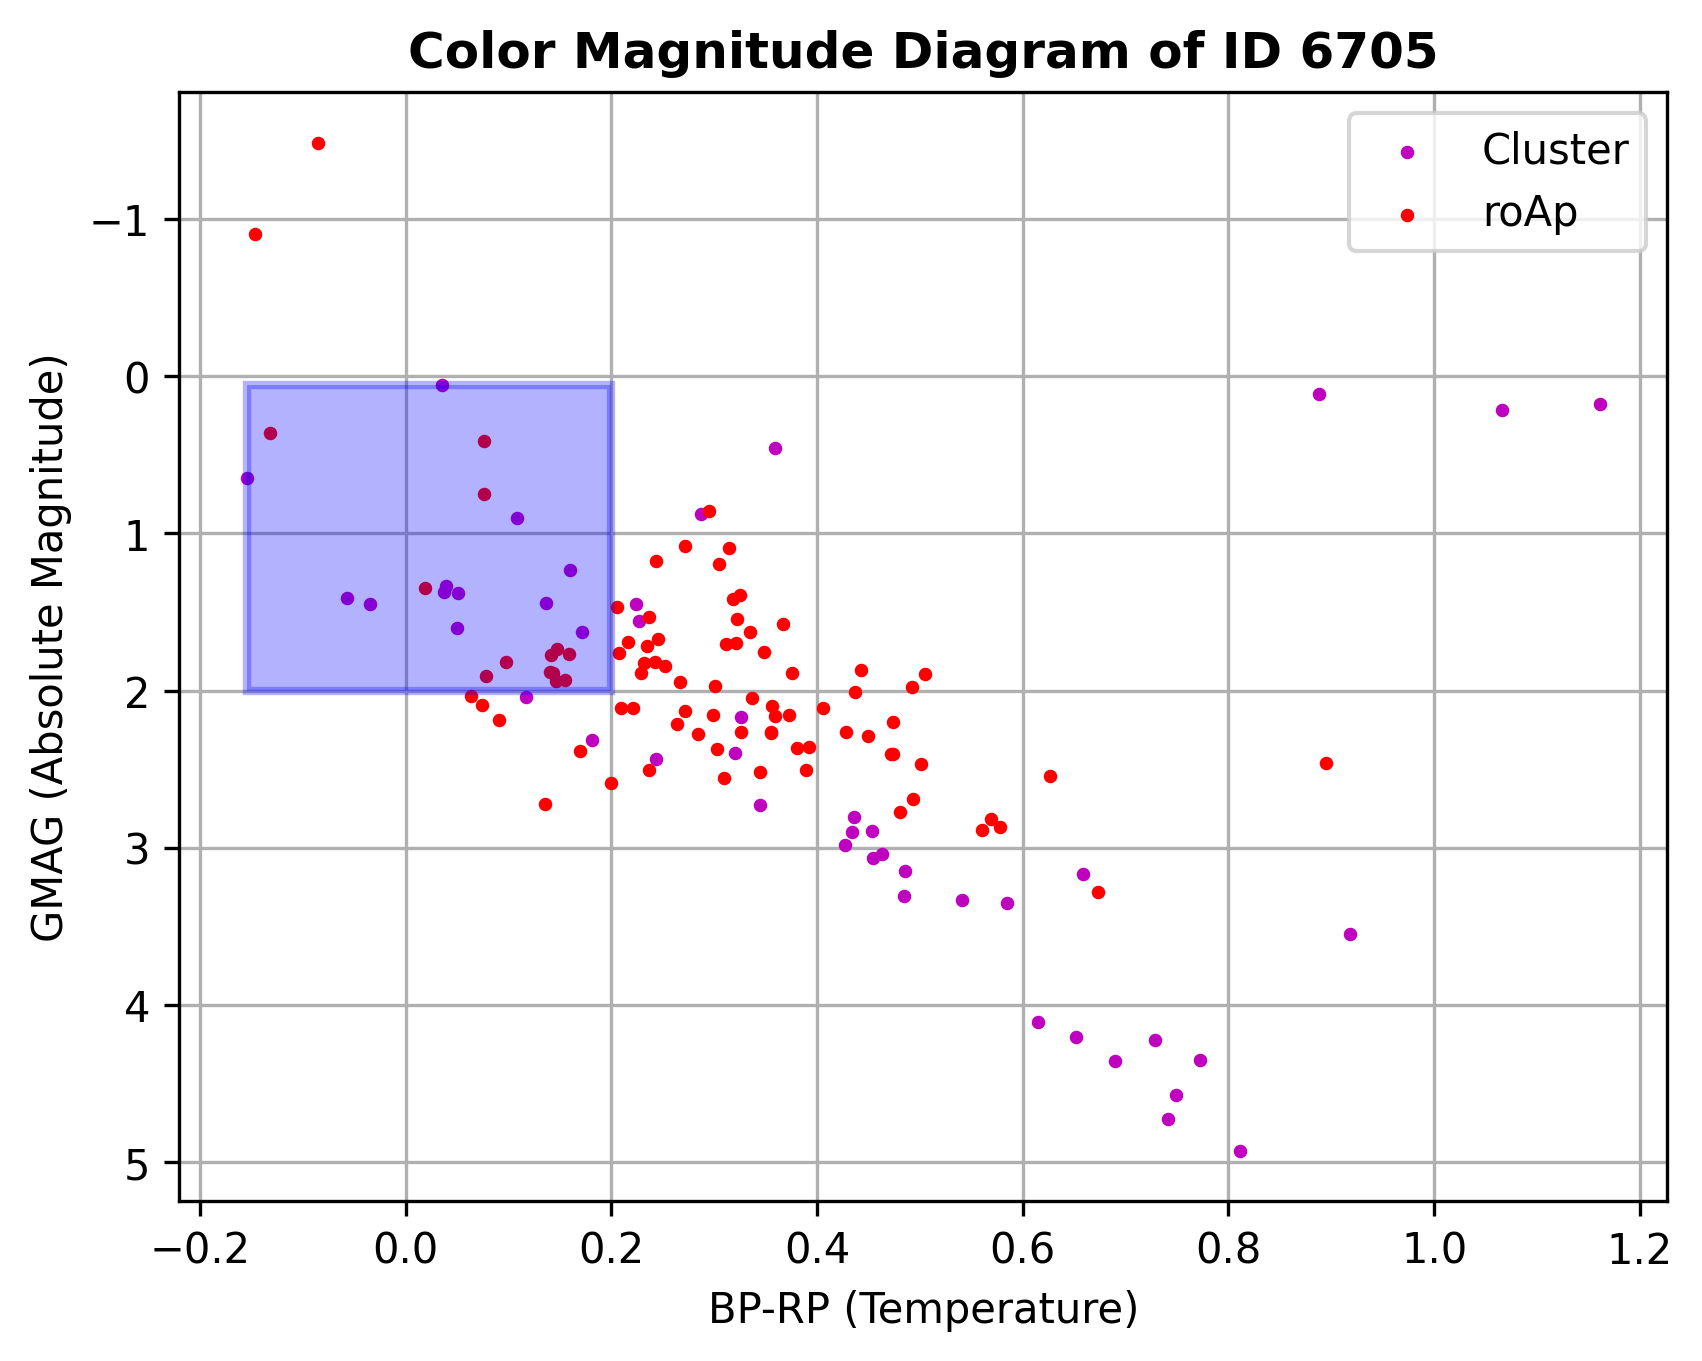 Color Magnitude Diagram of ID 6705
Cluster
roAp
−1
0
1
2
3
4
5
GMAG (Absolute Magnitude)
−0.2 0.0 0.2 0.4 0.6 0.8 1.0 1.2
BP-RP (Temperature)